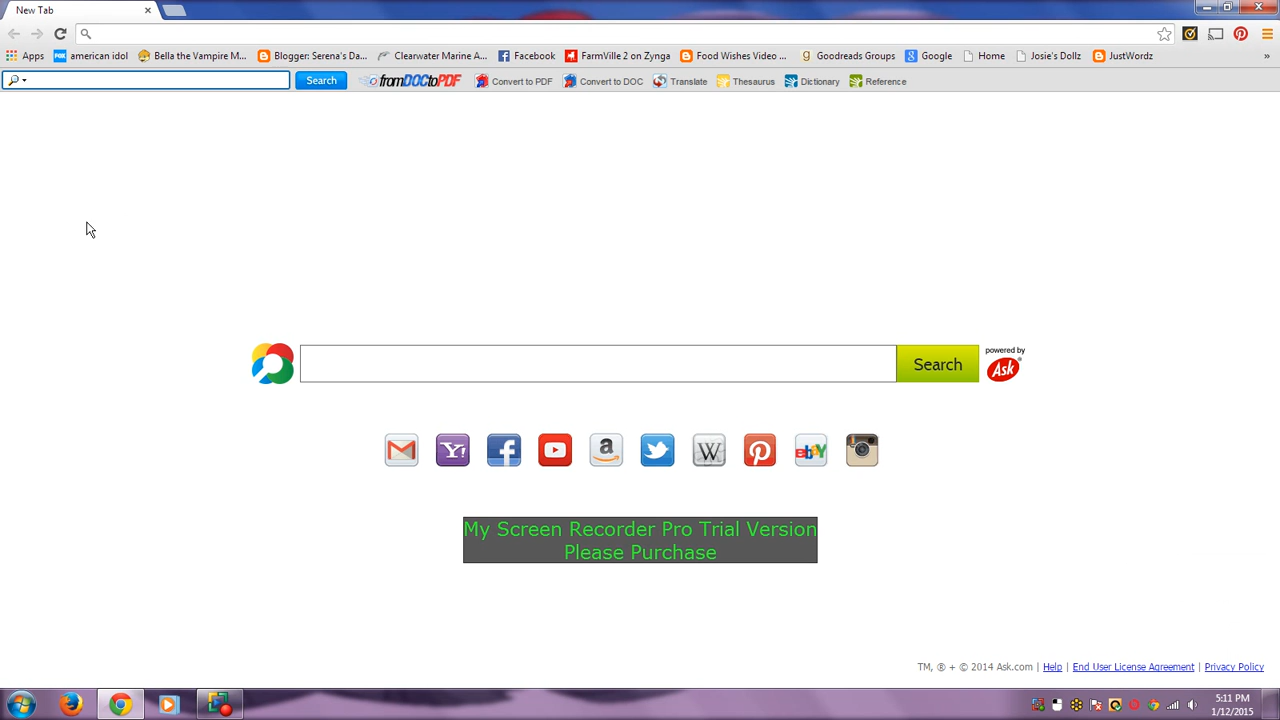 New Tab
Apps american idol Bella the Vampire M... Blogger: Serena's Da... Clearwater Marine A... Facebook FarmVille 2 on Zynga Food Wishes Video ... Goodreads Groups Google Home Josie's Dollz JustWordz »
Search fromDOCtoPDF Convert to PDF Convert to DOC Translate Thesaurus Dictionary Reference
Search
powered by
Ask
Y! a W ebay
My Screen Recorder Pro Trial Version
Please Purchase
TM, ® + © 2014 Ask.com | Help | End User License Agreement | Privacy Policy
5:11 PM
1/12/2015